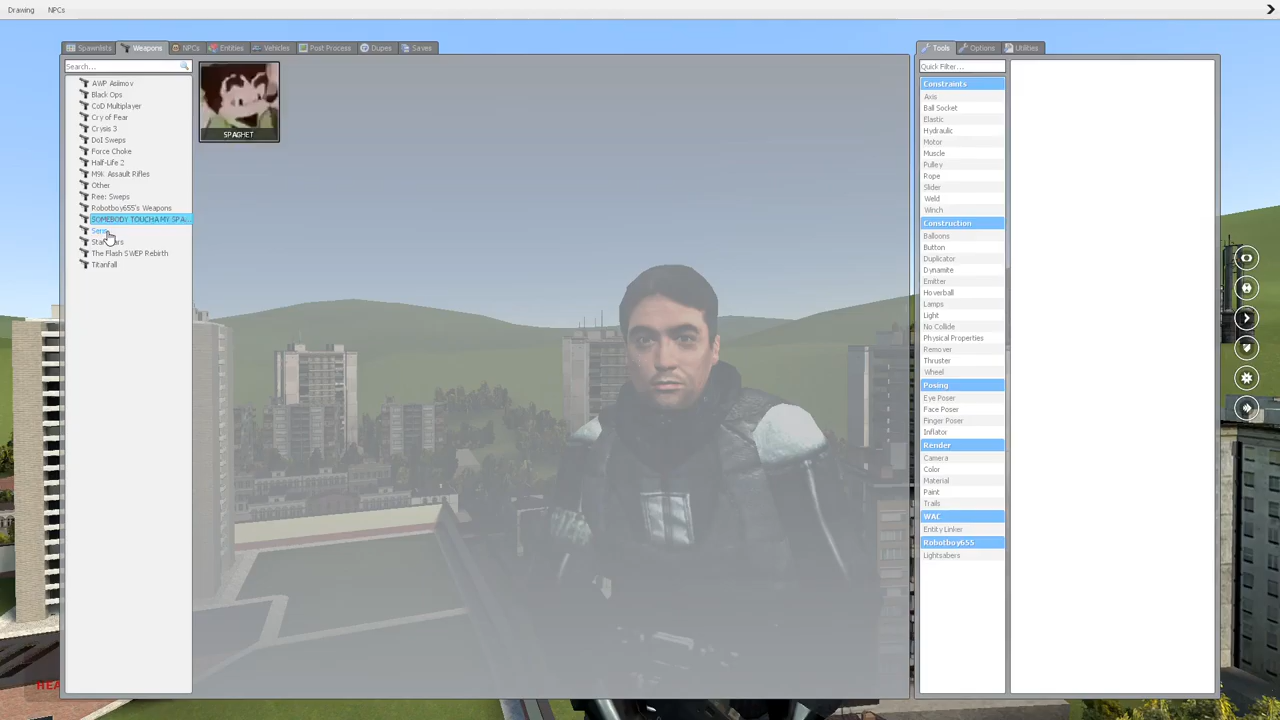 Drawing NPCs
Spawnlists Weapons NPCs Entities Vehicles Post Process Dupes Saves
Search...
AWP Asiimov
Black Ops
CoD Multiplayer
Cry of Fear
Crysis 3
DoI Sweps
Force Choke
Half-Life 2
M9k Assault Rifles
Other
Ree: Sweps
Robotboy655's Weapons
SOMEBODY TOUCHA MY SPA...
The Flash SWEP Rebirth
Titanfall
SPAGHET
Tools Options Utilities
Quick Filter...
Constraints
Axis
Ball Socket
Elastic
Hydraulic
Motor
Muscle
Pulley
Rope
Slider
Weld
Winch
Construction
Balloons
Button
Duplicator
Dynamite
Emitter
Hoverball
Lamps
Light
No Collide
Physical Properties
Remover
Thruster
Wheel
Posing
Eye Poser
Face Poser
Finger Poser
Inflator
Render
Camera
Color
Material
Paint
Trails
WAC
Entity Linker
Robotboy655
Lightsabers